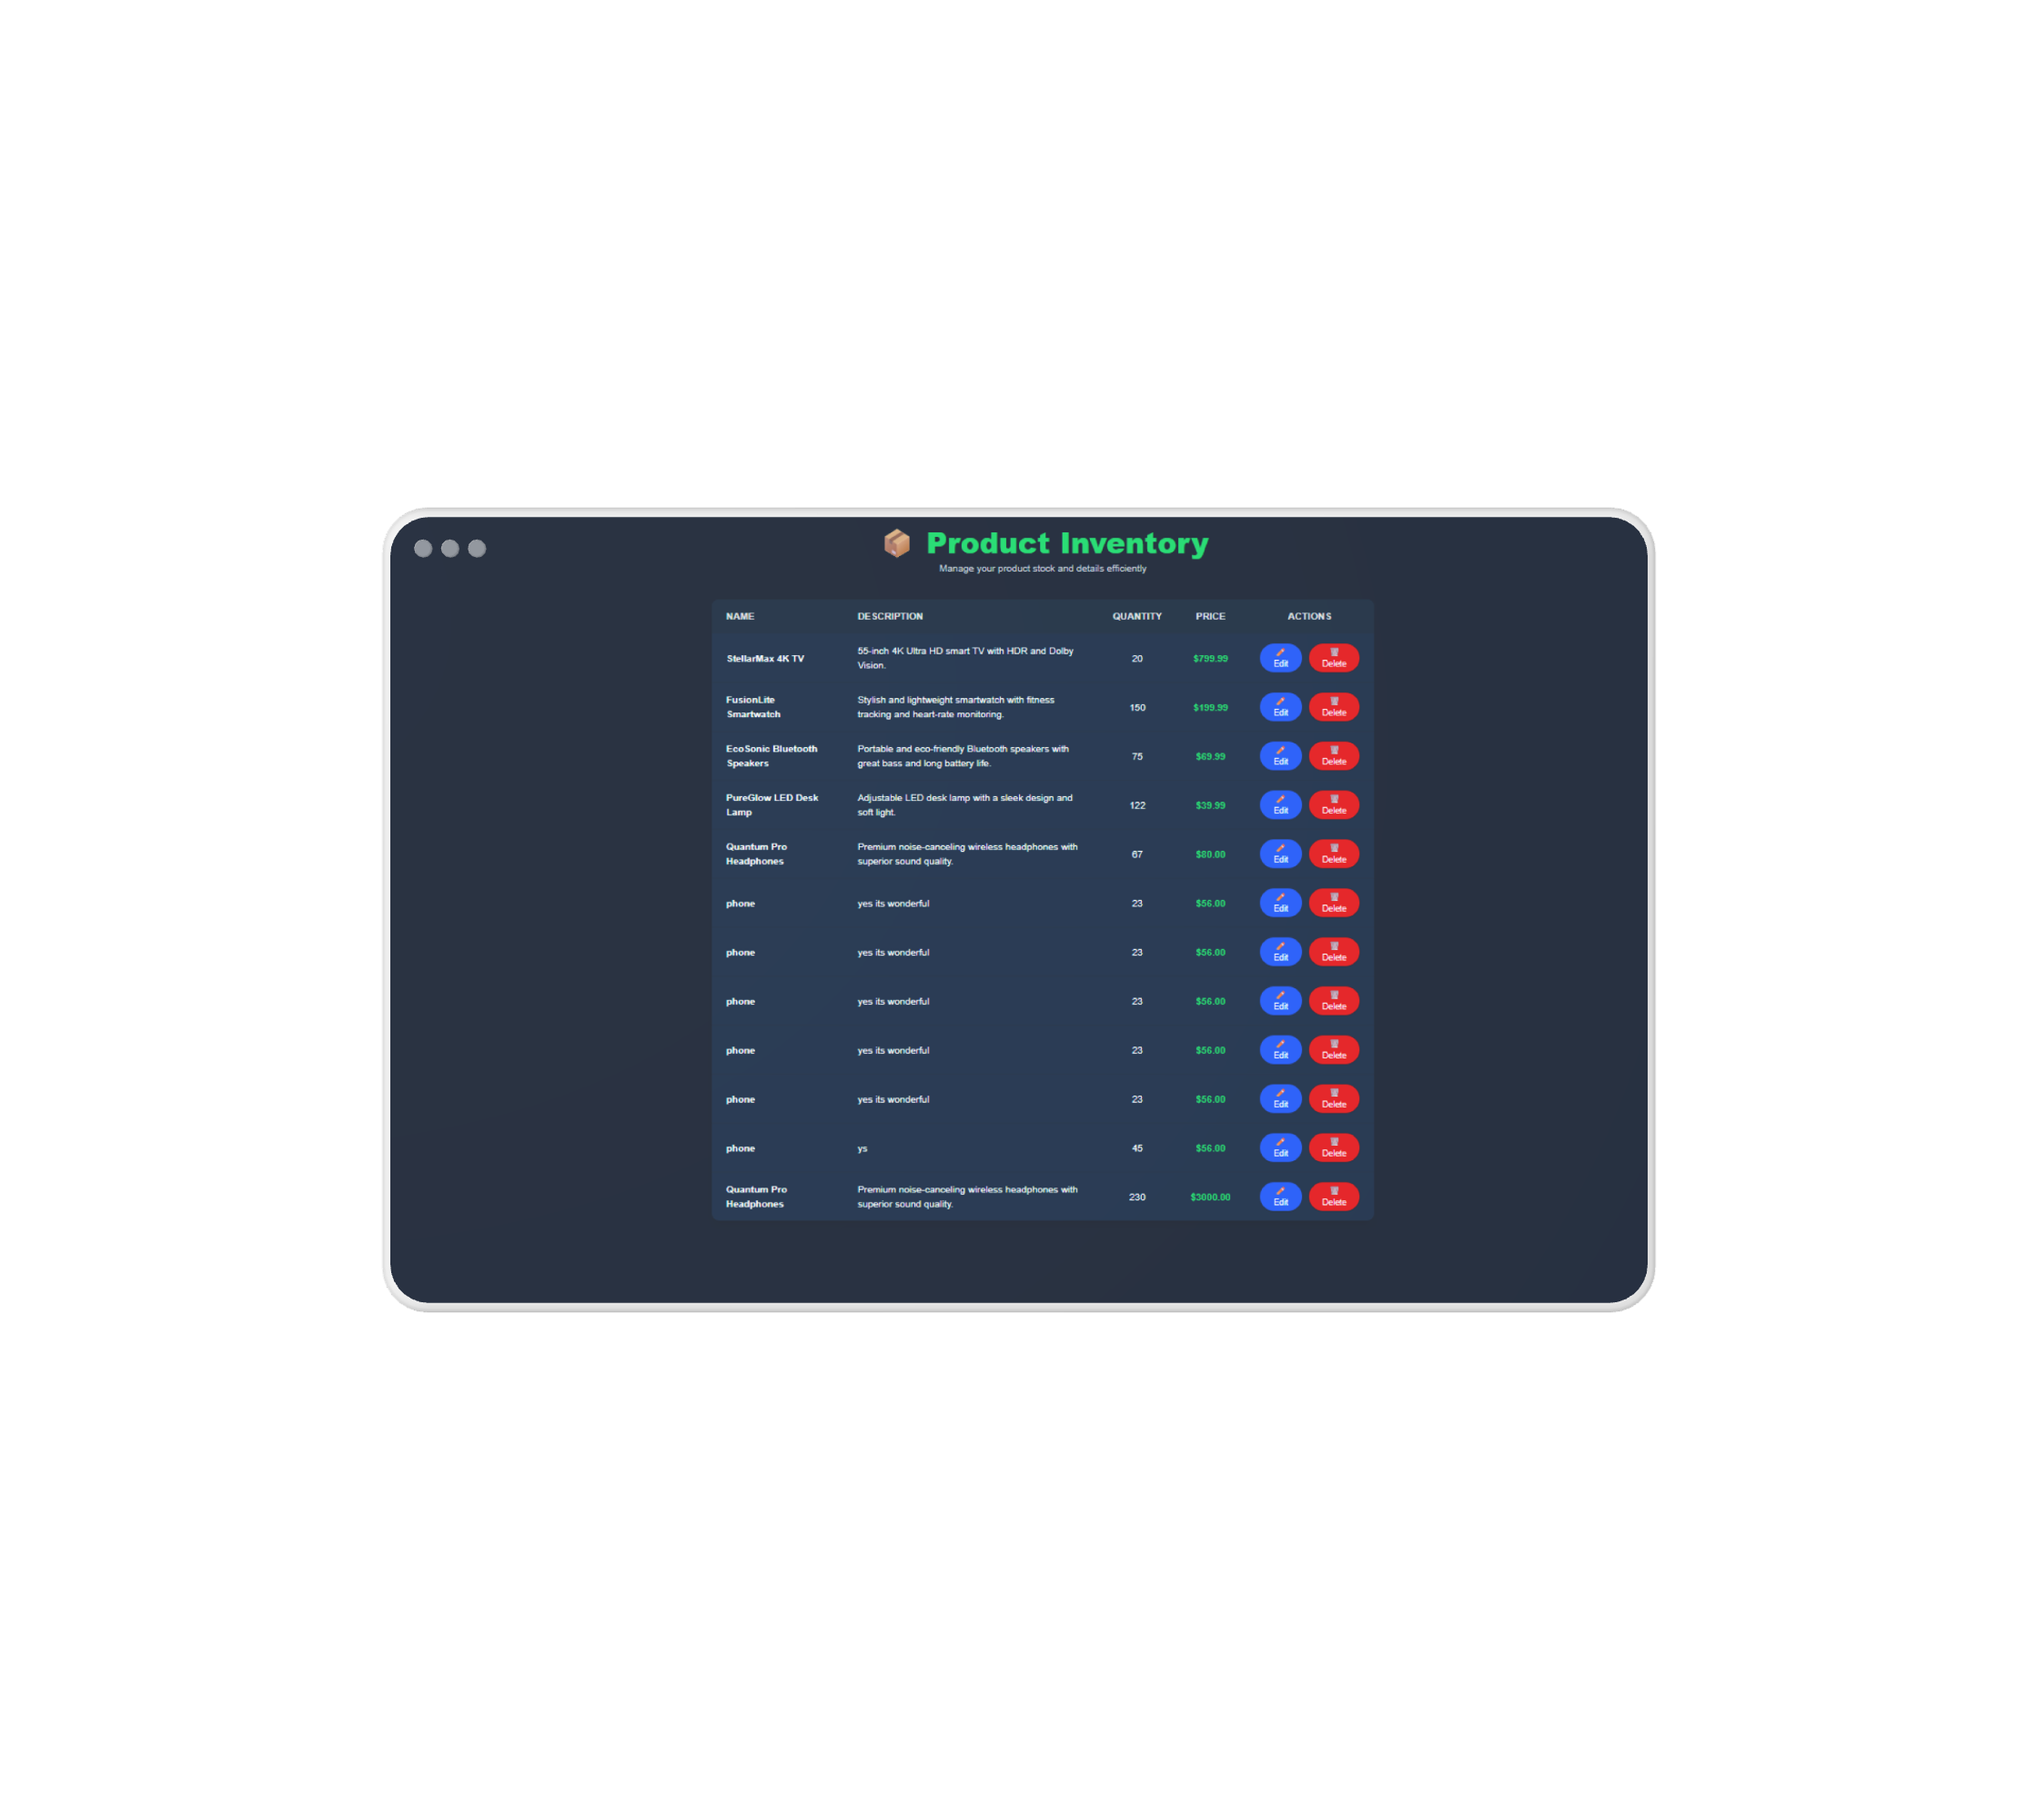 📦 Product Inventory
Manage your product stock and details efficiently
NAME DESCRIPTION QUANTITY PRICE ACTIONS
StellarMax 4K TV 55-inch 4K Ultra HD smart TV with HDR and Dolby
Vision. 20 $799.99 Edit Delete
FusionLite Stylish and lightweight smartwatch with fitness
Smartwatch tracking and heart-rate monitoring. 150 $199.99 Edit Delete
EcoSonic Bluetooth Portable and eco-friendly Bluetooth speakers with
Speakers great bass and long battery life. 75 $69.99 Edit Delete
PureGlow LED Desk Adjustable LED desk lamp with a sleek design and
Lamp soft light. 122 $39.99 Edit Delete
Quantum Pro Premium noise-canceling wireless headphones with
Headphones superior sound quality. 67 $80.00 Edit Delete
phone yes its wonderful 23 $56.00 Edit Delete
phone yes its wonderful 23 $56.00 Edit Delete
phone yes its wonderful 23 $56.00 Edit Delete
phone yes its wonderful 23 $56.00 Edit Delete
phone yes its wonderful 23 $56.00 Edit Delete
phone ys 45 $56.00 Edit Delete
Quantum Pro Premium noise-canceling wireless headphones with
Headphones superior sound quality. 230 $3000.00 Edit Delete